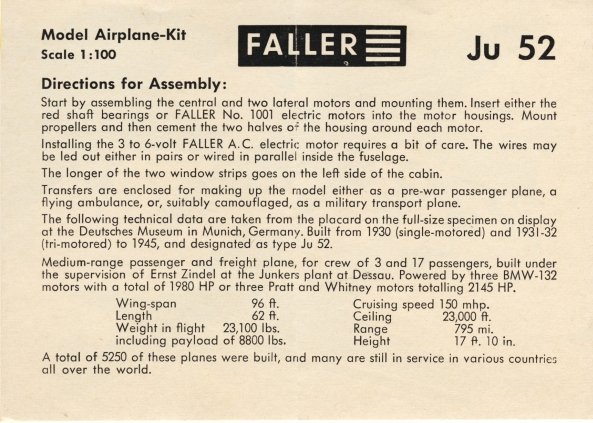 Model Airplane-Kit
Scale 1:100
FALLER
Ju 52
Directions for Assembly:
Start by assembling the central and two lateral motors and mounting them. Insert either the
red shaft bearings or FALLER No. 1001 electric motors into the motor housings. Mount
propellers and then cement the two halves of the housing around each motor.
Installing the 3 to 6-volt FALLER A.C. electric motor requires a bit of care. The wires may
be led out either in pairs or wired in parallel inside the fuselage.
The longer of the two window strips goes on the left side of the cabin.
Transfers are enclosed for making up the model either as a pre-war passenger plane, a
flying ambulance, or, suitably camouflaged, as a military transport plane.
The following technical data are taken from the placard on the full-size specimen on display
at the Deutsches Museum in Munich, Germany. Built from 1930 (single-motored) and 1931-32
(tri-motored) to 1945, and designated as type Ju 52.
Medium-range passenger and freight plane, for crew of 3 and 17 passengers, built under
the supervision of Ernst Zindel at the Junkers plant at Dessau. Powered by three BMW-132
motors with a total of 1980 HP or three Pratt and Whitney motors totalling 2145 HP.
Wing-span 96 ft. Cruising speed 150 mhp.
Length 62 ft. Ceiling 23,000 ft.
Weight in flight 23,100 lbs. Range 795 mi.
including payload of 8800 lbs. Height 17 ft. 10 in.
A total of 5250 of these planes were built, and many are still in service in various countries
all over the world.